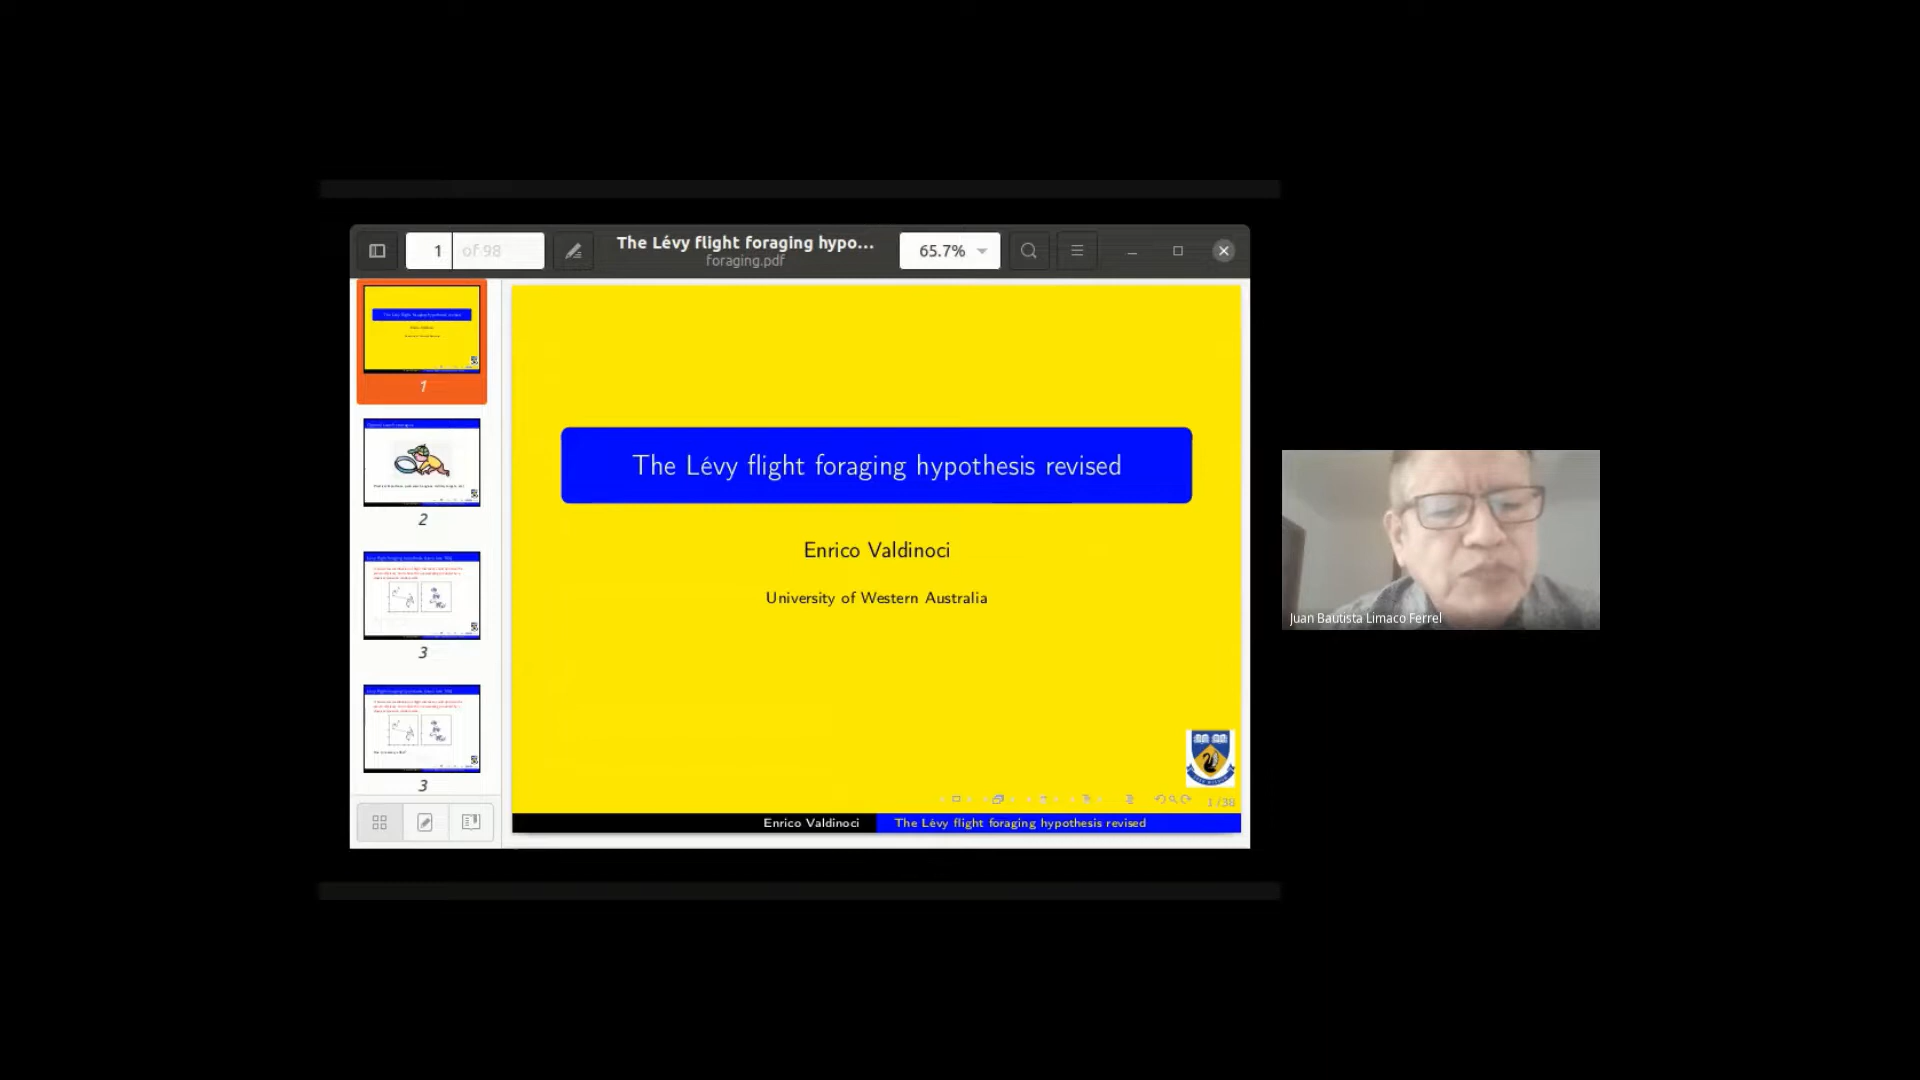 1 of 98
The Lévy flight foraging hypo...
foraging.pdf
65.7%
1
2
3
3
The Lévy flight foraging hypothesis revised
Enrico Valdinoci
University of Western Australia
1 / 38
Enrico Valdinoci The Lévy flight foraging hypothesis revised
Juan Bautista Limaco Ferrel